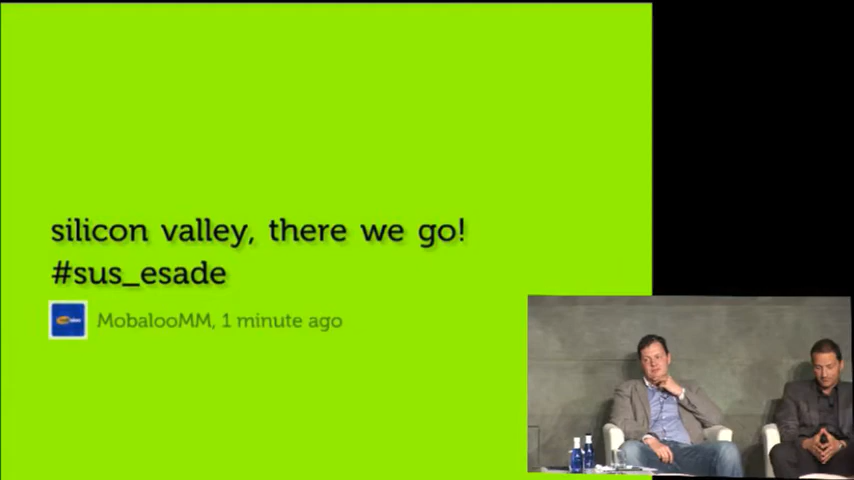 silicon valley, there we go!
#sus_esade
MobalooMM, 1 minute ago